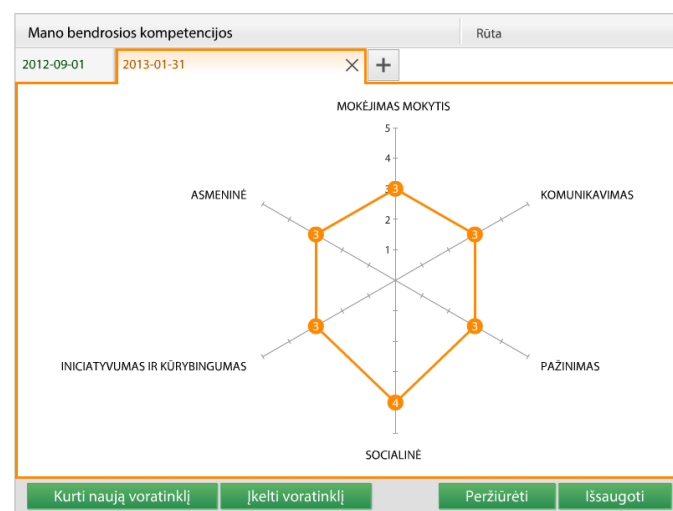 Mano bendrosios kompetencijos
Rūta
2012-09-01
2013-01-31
MOKĖJIMAS MOKYTIS
5
4
3
3
2
1
ASMENINĖ
KOMUNIKAVIMAS
3
3
3
3
INICIATYVUMAS IR KŪRYBINGUMAS
PAŽINIMAS
4
SOCIALINĖ
Kurti naują voratinklį
Įkelti voratinklį
Peržiūrėti
Išsaugoti